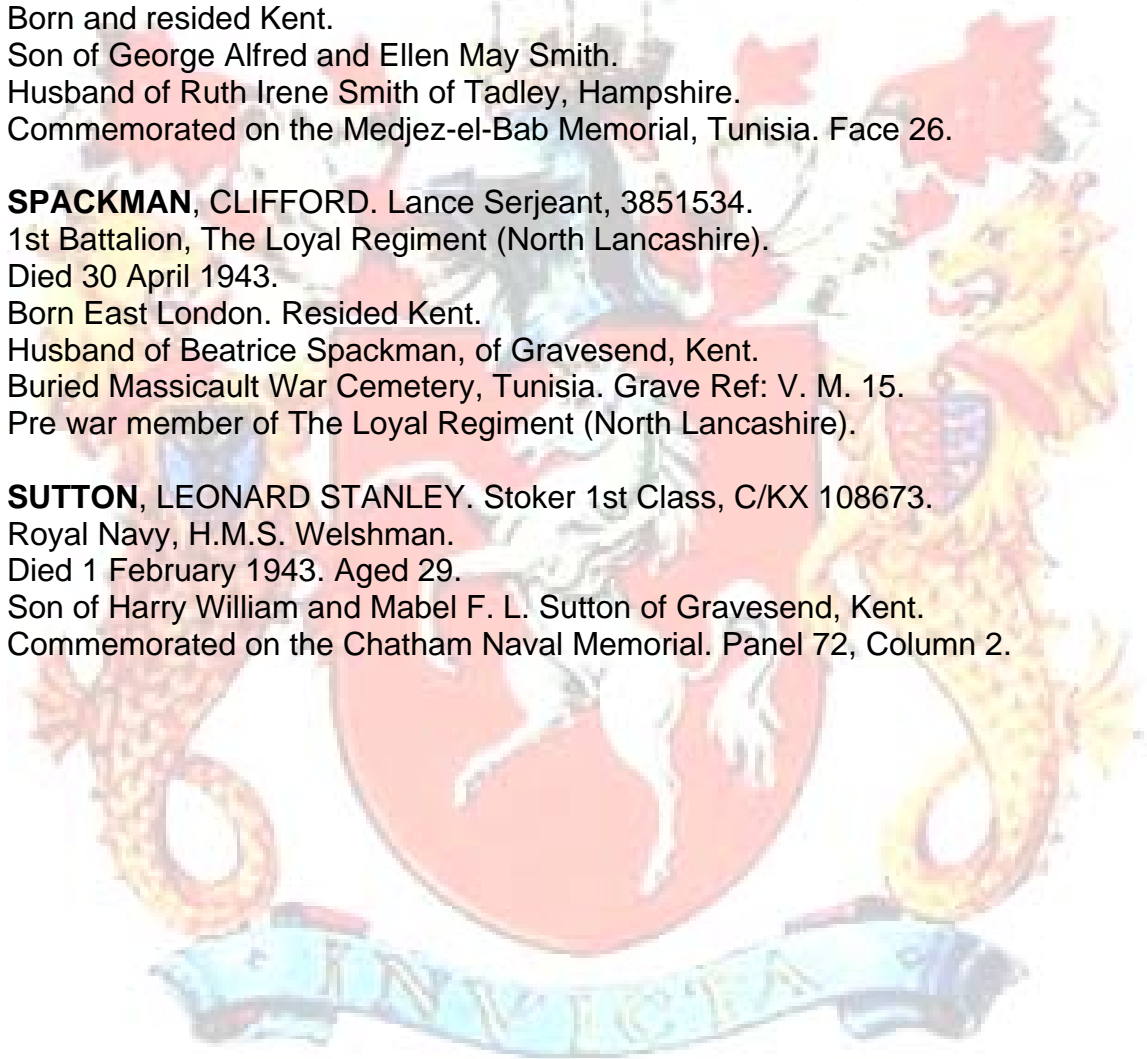 Born and resided Kent.
Son of George Alfred and Ellen May Smith.
Husband of Ruth Irene Smith of Tadley, Hampshire.
Commemorated on the Medjez-el-Bab Memorial, Tunisia. Face 26.
SPACKMAN, CLIFFORD. Lance Serjeant, 3851534.
1st Battalion, The Loyal Regiment (North Lancashire).
Died 30 April 1943.
Born East London. Resided Kent.
Husband of Beatrice Spackman, of Gravesend, Kent.
Buried Massicault War Cemetery, Tunisia. Grave Ref: V. M. 15.
Pre war member of The Loyal Regiment (North Lancashire).
SUTTON, LEONARD STANLEY. Stoker 1st Class, C/KX 108673.
Royal Navy, H.M.S. Welshman.
Died 1 February 1943. Aged 29.
Son of Harry William and Mabel F. L. Sutton of Gravesend, Kent.
Commemorated on the Chatham Naval Memorial. Panel 72, Column 2.
INVICTA